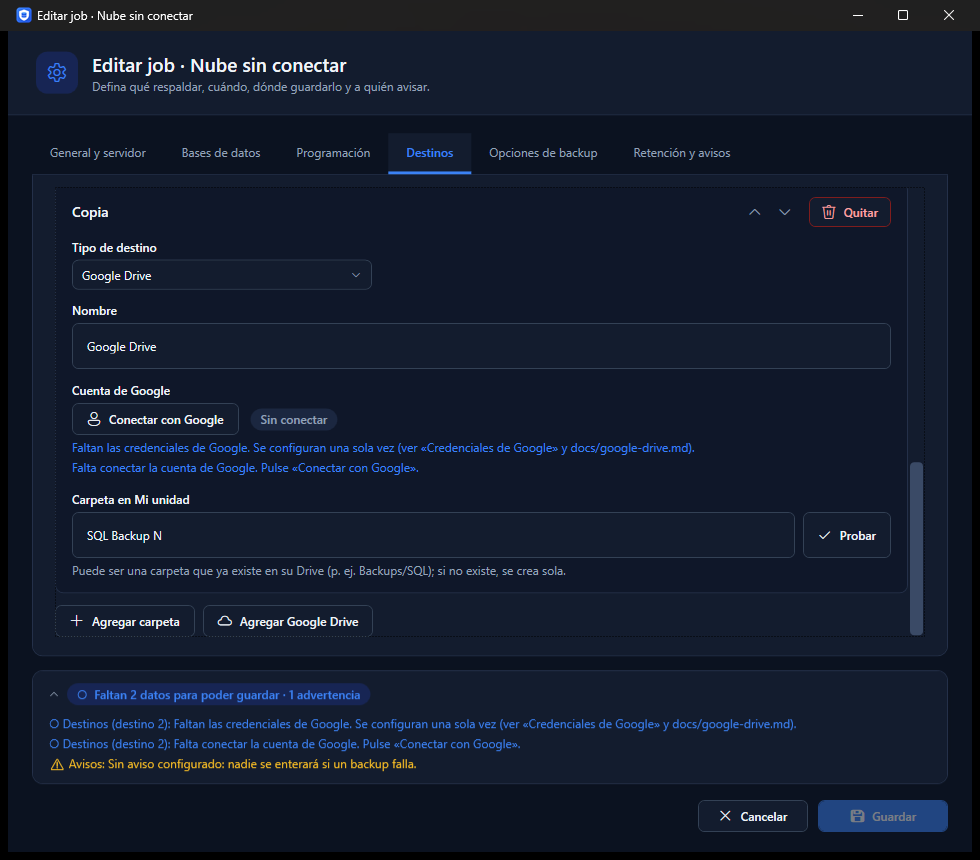 Editar job · Nube sin conectar
Editar job · Nube sin conectar
Defina qué respaldar, cuándo, dónde guardarlo y a quién avisar.
General y servidor
Bases de datos
Programación
Destinos
Opciones de backup
Retención y avisos
Copia
Quitar
Tipo de destino
Google Drive
Nombre
Google Drive
Cuenta de Google
Conectar con Google
Sin conectar
Faltan las credenciales de Google. Se configuran una sola vez (ver «Credenciales de Google» y docs/google-drive.md).
Falta conectar la cuenta de Google. Pulse «Conectar con Google».
Carpeta en Mi unidad
SQL Backup N
Probar
Puede ser una carpeta que ya existe en su Drive (p. ej. Backups/SQL); si no existe, se crea sola.
Agregar carpeta
Agregar Google Drive
Faltan 2 datos para poder guardar · 1 advertencia
Destinos (destino 2): Faltan las credenciales de Google. Se configuran una sola vez (ver «Credenciales de Google» y docs/google-drive.md).
Destinos (destino 2): Falta conectar la cuenta de Google. Pulse «Conectar con Google».
Avisos: Sin aviso configurado: nadie se enterará si un backup falla.
Cancelar
Guardar